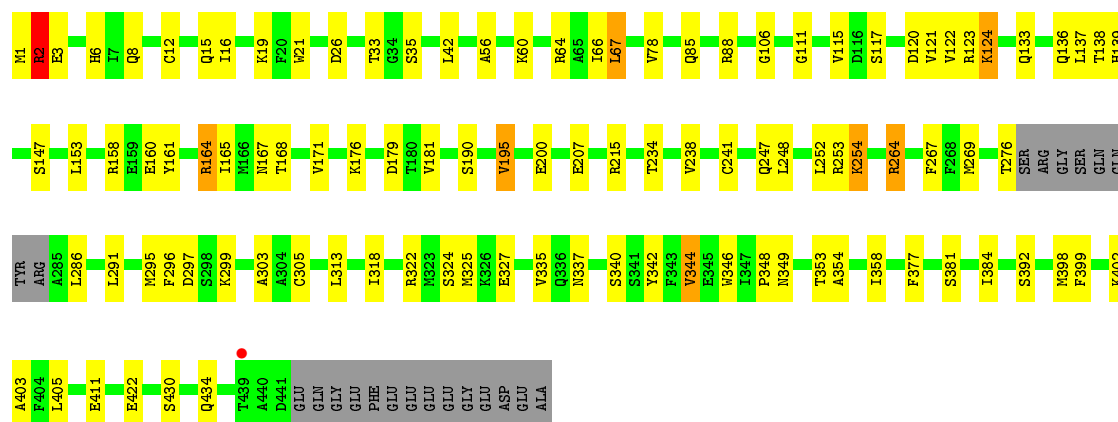 M1 R2 E3 H6 I7 Q8 C12 Q15 I16 K19 F20 W21 D26 T33 G34 S35 L42 A56 K60 R64 A65 I66 L67 V78 Q85 R88 G106 G111 V115 D116 S117 D120 V121 V122 R123 K124 Q133 Q136 L137 T138 H139
S147 L153 R158 E159 E160 Y161 R164 I165 M166 N167 T168 V171 K176 D179 T180 V181 S190 V195 E200 E207 R215 T234 V238 C241 Q247 L248 L252 R253 K254 R264 F267 F268 M269 T276 SER ARG GLY SER GLN GLN
TYR ARG A285 L286 L291 M295 F296 D297 S298 K299 A303 A304 C305 L313 I318 R322 M323 S324 M325 K326 E327 V335 Q336 N337 S340 S341 Y342 F343 V344 E345 W346 I347 P348 N349 T353 A354 I358 F377 S381 I384 S392 M398 F399 K402
A403 F404 L405 E411 E422 S430 Q434 T439 A440 D441 GLU GLN GLY GLU PHE GLU GLU GLU GLU GLY GLU ASP GLU ALA